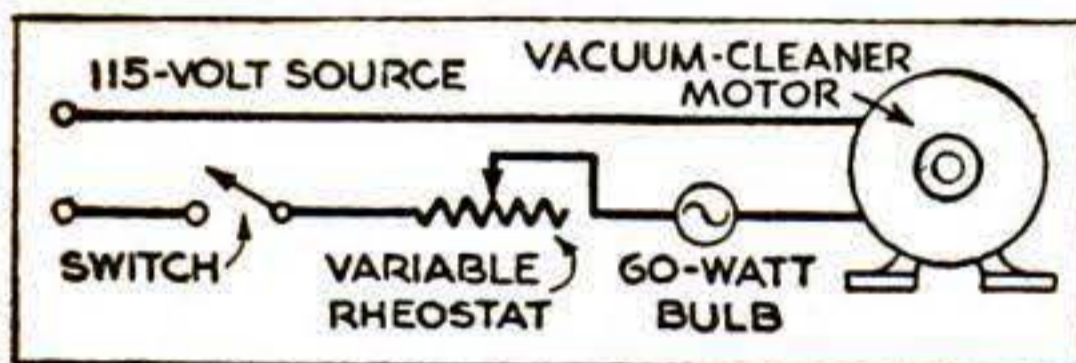 115-VOLT SOURCE
VACUUM-CLEANER
MOTOR
SWITCH
VARIABLE
RHEOSTAT
60-WATT
BULB